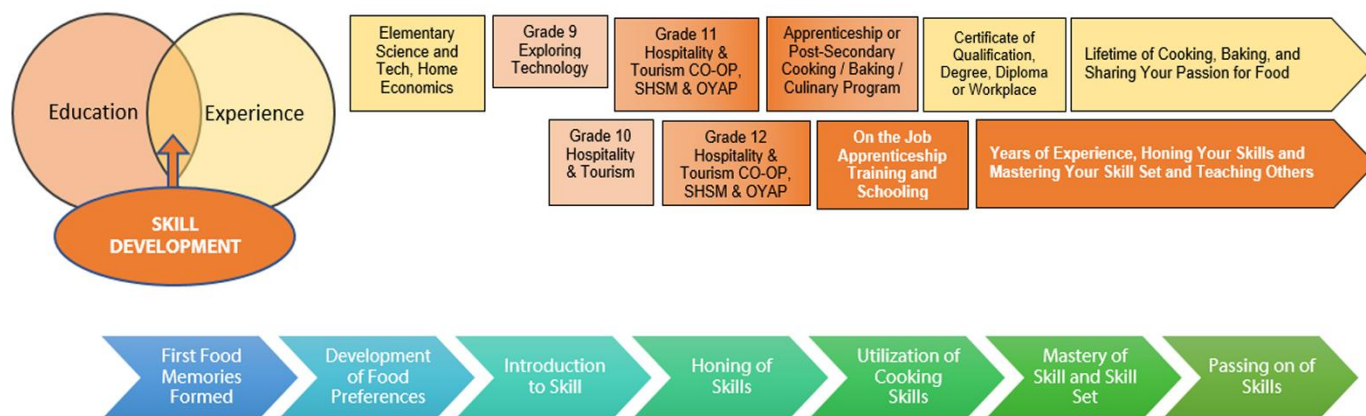 Education
Experience
SKILL
DEVELOPMENT
Elementary
Science and
Tech, Home
Economics
Grade 9
Exploring
Technology
Grade 11
Hospitality &
Tourism CO-OP,
SHSM & OYAP
Apprenticeship or
Post-Secondary
Cooking / Baking /
Culinary Program
Certificate of
Qualification,
Degree, Diploma
or Workplace
Lifetime of Cooking, Baking, and
Sharing Your Passion for Food
Grade 10
Hospitality
& Tourism
Grade 12
Hospitality &
Tourism CO-OP,
SHSM & OYAP
On the Job
Apprenticeship
Training and
Schooling
Years of Experience, Honing Your Skills and
Mastering Your Skill Set and Teaching Others
First Food
Memories
Formed
Development
of Food
Preferences
Introduction
to Skill
Honing of
Skills
Utilization of
Cooking
Skills
Mastery of
Skill and Skill
Set
Passing on of
Skills